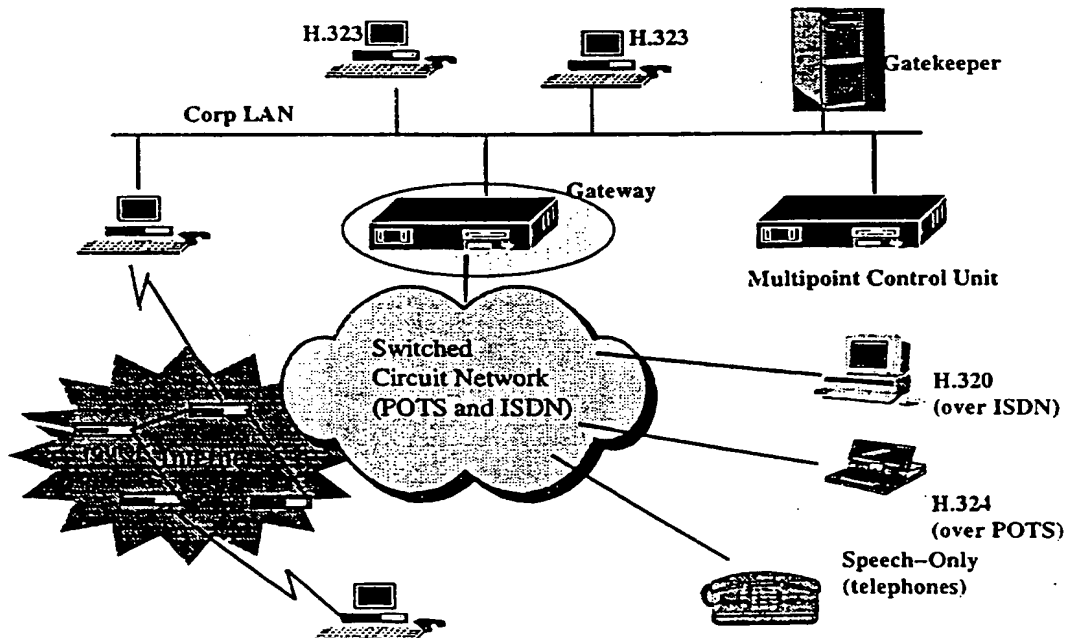 H.323
H.323
Gatekeeper
Corp LAN
Gateway
Multipoint Control Unit
Switched
Circuit Network
(POTS and ISDN)
H.320
(over ISDN)
H.324
(over POTS)
Speech-Only
(telephones)